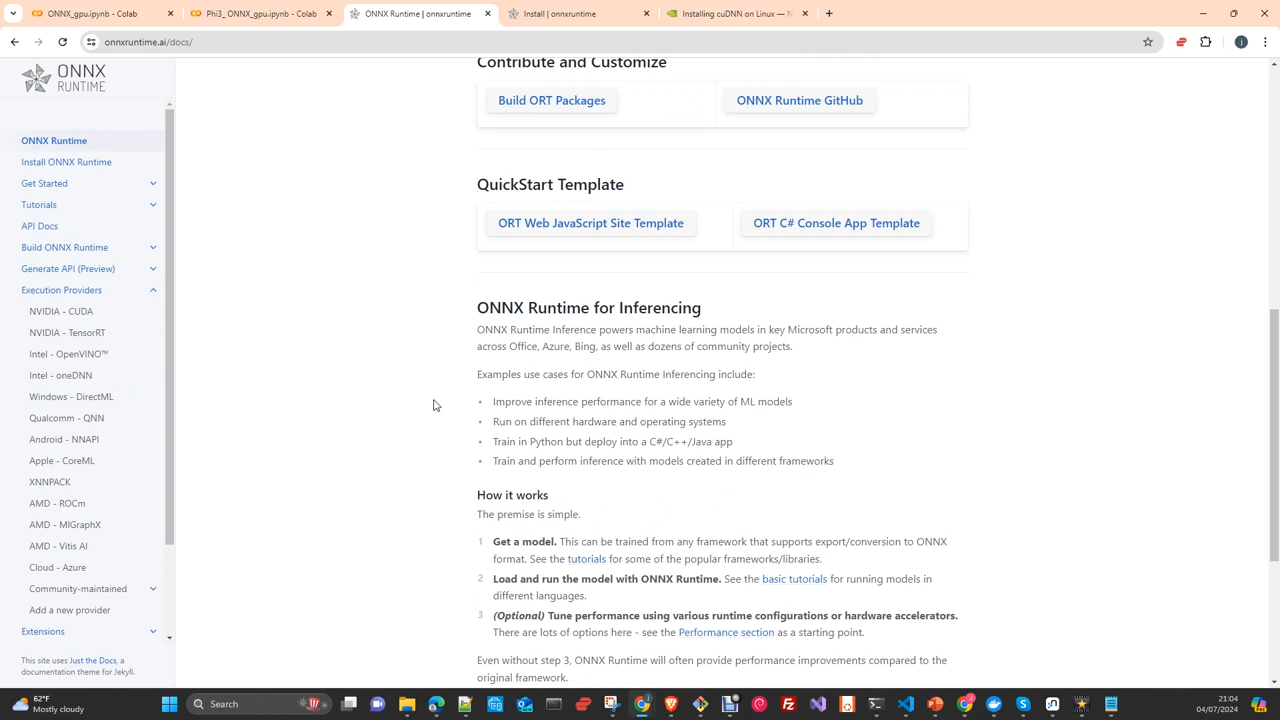 ONNX_gpu.ipynb - Colab
Phi3_ ONNX_gpu.ipynb - Colab
ONNX Runtime | onnxruntime
Install | onnxruntime
Installing cuDNN on Linux — N
onnxruntime.ai/docs/
ONNX
RUNTIME
ONNX Runtime
Install ONNX Runtime
Get Started
Tutorials
API Docs
Build ONNX Runtime
Generate API (Preview)
Execution Providers
NVIDIA - CUDA
NVIDIA - TensorRT
Intel - OpenVINO™
Intel - oneDNN
Windows - DirectML
Qualcomm - QNN
Android - NNAPI
Apple - CoreML
XNNPACK
AMD - ROCm
AMD - MIGraphX
AMD - Vitis AI
Cloud - Azure
Community-maintained
Add a new provider
Extensions
This site uses Just the Docs, a
documentation theme for Jekyll.
Contribute and Customize
Build ORT Packages
ONNX Runtime GitHub
QuickStart Template
ORT Web JavaScript Site Template
ORT C# Console App Template
ONNX Runtime for Inferencing
ONNX Runtime Inference powers machine learning models in key Microsoft products and services
across Office, Azure, Bing, as well as dozens of community projects.
Examples use cases for ONNX Runtime Inferencing include:
• Improve inference performance for a wide variety of ML models
• Run on different hardware and operating systems
• Train in Python but deploy into a C#/C++/Java app
• Train and perform inference with models created in different frameworks
How it works
The premise is simple.
1 Get a model. This can be trained from any framework that supports export/conversion to ONNX
format. See the tutorials for some of the popular frameworks/libraries.
2 Load and run the model with ONNX Runtime. See the basic tutorials for running models in
different languages.
3 (Optional) Tune performance using various runtime configurations or hardware accelerators.
There are lots of options here - see the Performance section as a starting point.
Even without step 3, ONNX Runtime will often provide performance improvements compared to the
original framework.
62°F
Mostly cloudy
Search
21:04
04/07/2024